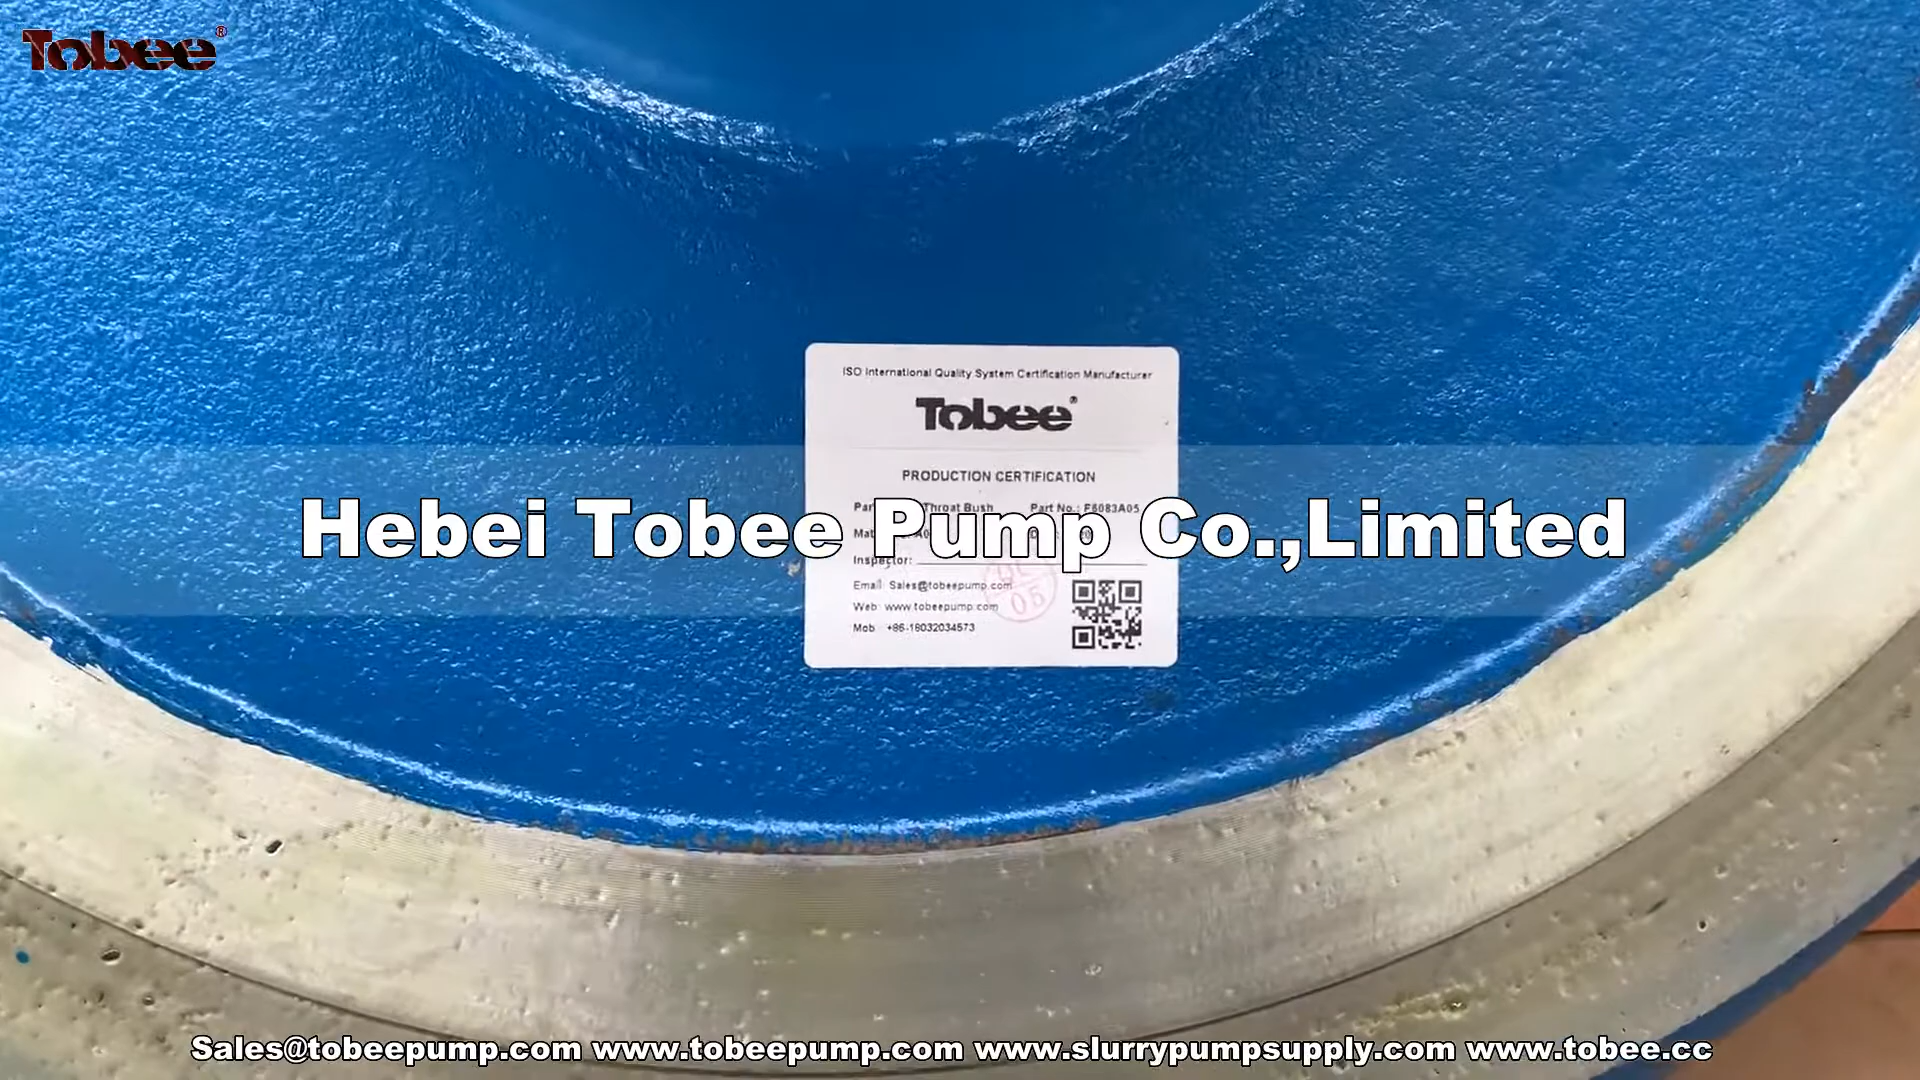 Tobee®
ISO International Quality System Certification Manufacturer
Tobee®
PRODUCTION CERTIFICATION
Throat Bush Part No.: F6083A05
Hebei Tobee Pump Co.,Limited
Inspector:
Email: Sales@tobeepump.com
Web: www.tobeepump.com
Mob: +86-18032034573
05
Sales@tobeepump.com www.tobeepump.com www.slurrypumpsupply.com www.tobee.cc